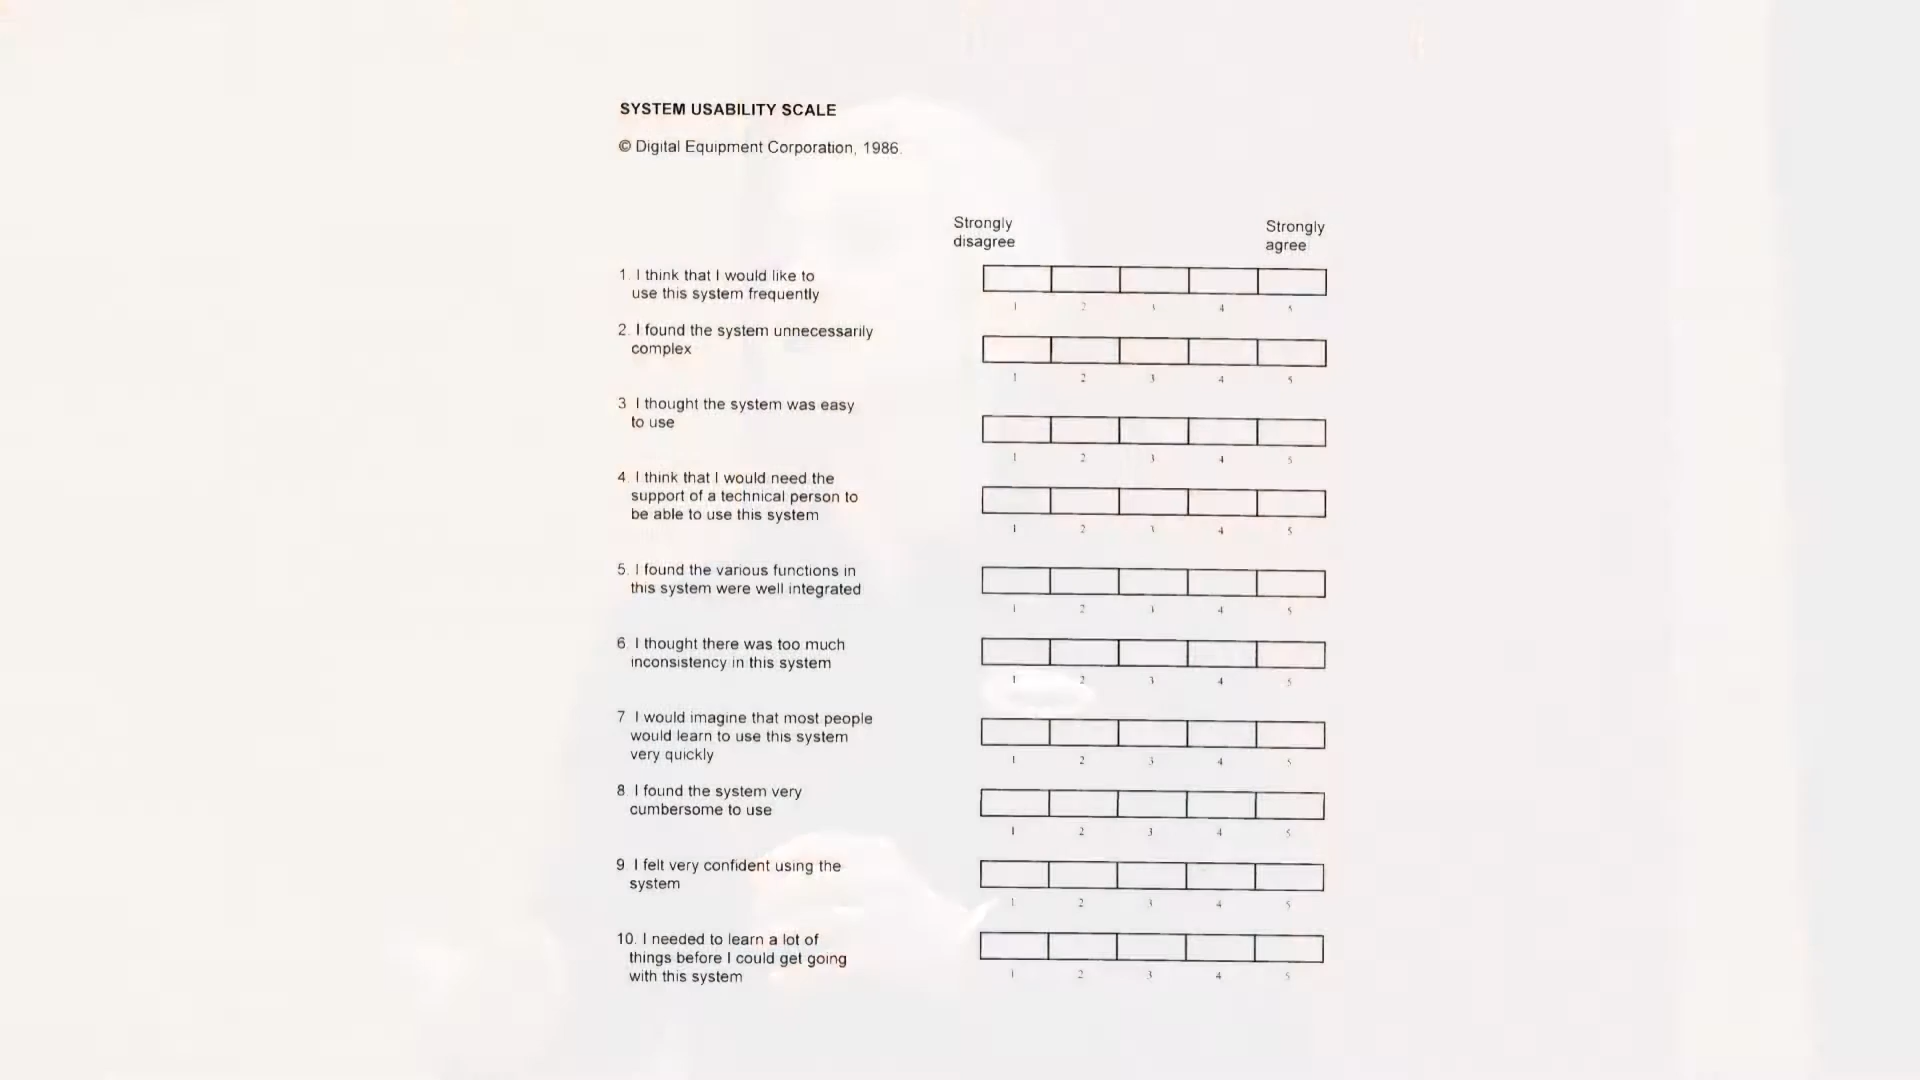 SYSTEM USABILITY SCALE
© Digital Equipment Corporation, 1986.
Strongly
disagree
Strongly
agree
1. I think that I would like to
use this system frequently
1 2 3 4 5
2. I found the system unnecessarily
complex
1 2 3 4 5
3 I thought the system was easy
to use
1 2 3 4 5
4. I think that I would need the
support of a technical person to
be able to use this system
1 2 3 4 5
5. I found the various functions in
this system were well integrated
1 2 3 4 5
6. I thought there was too much
inconsistency in this system
1 2 3 4 5
7 I would imagine that most people
would learn to use this system
very quickly
1 2 3 4 5
8 I found the system very
cumbersome to use
1 2 3 4 5
9 I felt very confident using the
system
1 2 3 4 5
10. I needed to learn a lot of
things before I could get going
with this system
1 2 3 4 5